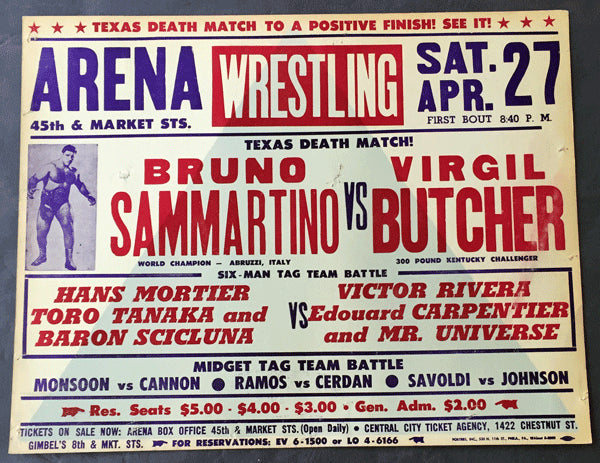 ★ ★ ★ TEXAS DEATH MATCH TO A POSITIVE FINISH! SEE IT! ★ ★ ★
ARENA WRESTLING SAT. APR. 27
45th & MARKET STS. FIRST BOUT 8:40 P. M.
TEXAS DEATH MATCH!
BRUNO SAMMARTINO VS VIRGIL BUTCHER
WORLD CHAMPION — ABRUZZI, ITALY 300 POUND KENTUCKY CHALLENGER
SIX-MAN TAG TEAM BATTLE
HANS MORTIER
TORO TANAKA and
BARON SCICLUNA
VS
VICTOR RIVERA
Edouard CARPENTIER
and MR. UNIVERSE
MIDGET TAG TEAM BATTLE
MONSOON vs CANNON ● RAMOS vs CERDAN ● SAVOLDI vs JOHNSON
Res. Seats $5.00 - $4.00 - $3.00 • Gen. Adm. $2.00
TICKETS ON SALE NOW: ARENA BOX OFFICE 45th & MARKET STS. (Open Daily) • CENTRAL CITY TICKET AGENCY, 1422 CHESTNUT ST.
GIMBEL'S 8th & MKT. STS. FOR RESERVATIONS: EV 6-1500 or LO 4-6166